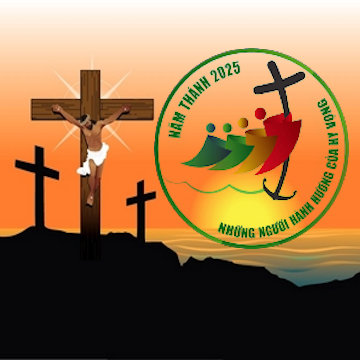 NĂM THÁNH 2025
NHỮNG NGƯỜI HÀNH HƯƠNG CỦA HY VỌNG